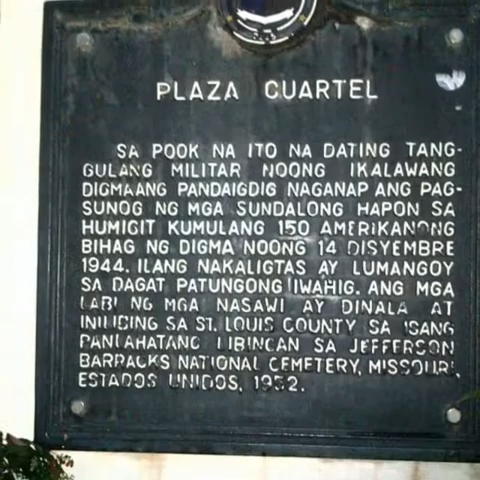 PLAZA CUARTEL
SA POOK NA ITO NA DATING TANG-
GULANG MILITAR NOONG IKALAWANG
DIGMAANG PANDAIGDIG NAGANAP ANG PAG-
SUNOG NG MGA SUNDALONG HAPON SA
HUMIGIT KUMULANG 150 AMERIKANONG
BIHAG NG DIGMA NOONG 14 DISYEMBRE
1944. ILANG NAKALIGTAS AY LUMANGOY
SA DAGAT PATUNGONG IWAHIG. ANG MGA
LABI NG MGA NASAWI AY DINALA AT
INILIBING SA ST. LOUIS COUNTY SA ISANG
PANLAHATANG LIBINGAN SA JEFFERSON
BARRACKS NATIONAL CEMETERY, MISSOURI,
ESTADOS UNIDOS, 1952.